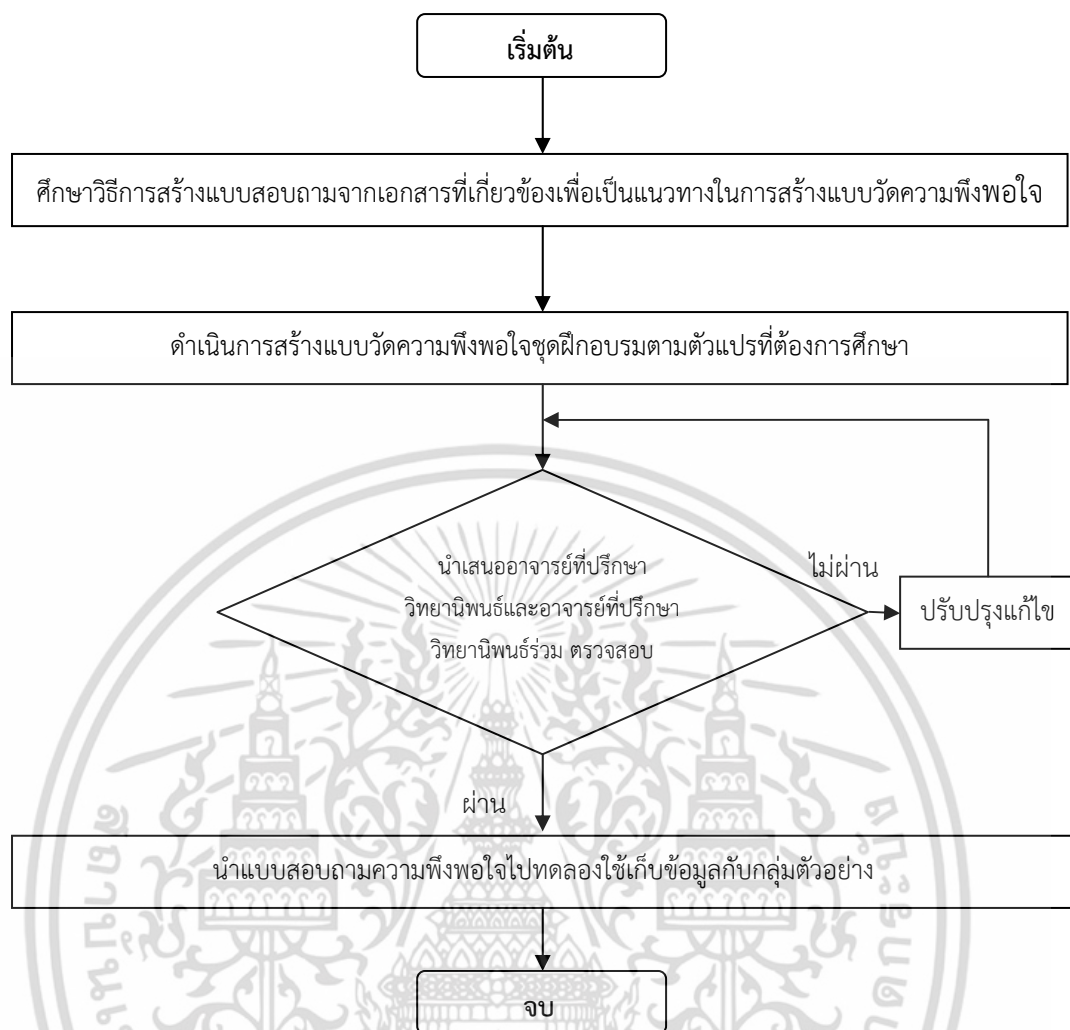 เริ่มต้น
ศึกษาวิธีการสร้างแบบสอบถามจากเอกสารที่เกี่ยวข้องเพื่อเป็นแนวทางในการสร้างแบบวัดความพึงพอใจ
ดำเนินการสร้างแบบวัดความพึงพอใจชุดฝึกอบรมตามตัวแปรที่ต้องการศึกษา
นำเสนออาจารย์ที่ปรึกษา
วิทยานิพนธ์และอาจารย์ที่ปรึกษา
วิทยานิพนธ์ร่วม ตรวจสอบ
ไม่ผ่าน
ปรับปรุงแก้ไข
ผ่าน
นำแบบสอบถามความพึงพอใจไปทดลองใช้เก็บข้อมูลกับกลุ่มตัวอย่าง
จบ